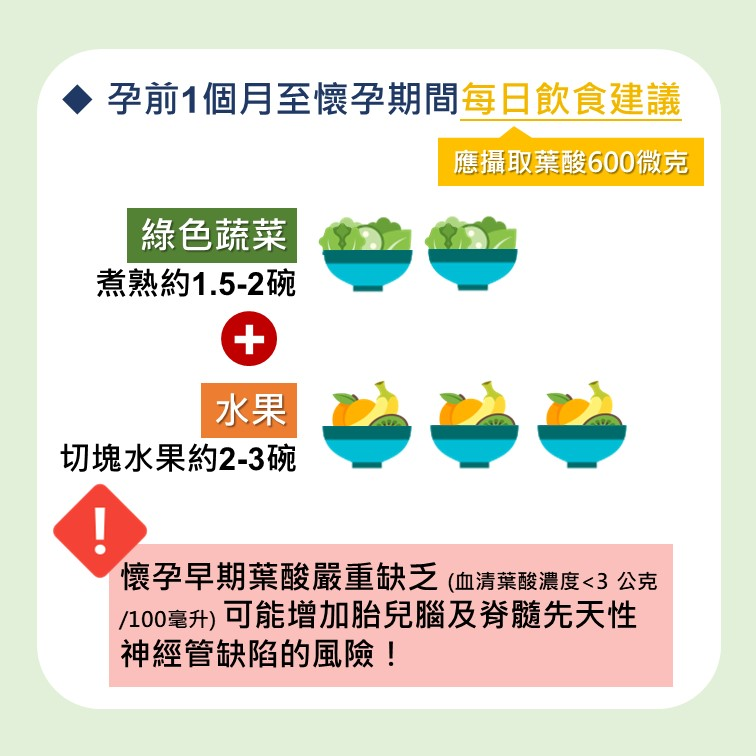 ◆ 孕前1個月至懷孕期間每日飲食建議
應攝取葉酸600微克
綠色蔬菜
煮熟約1.5-2碗
水果
切塊水果約2-3碗
!
懷孕早期葉酸嚴重缺乏 (血清葉酸濃度<3 公克
/100毫升) 可能增加胎兒腦及脊髓先天性
神經管缺陷的風險！